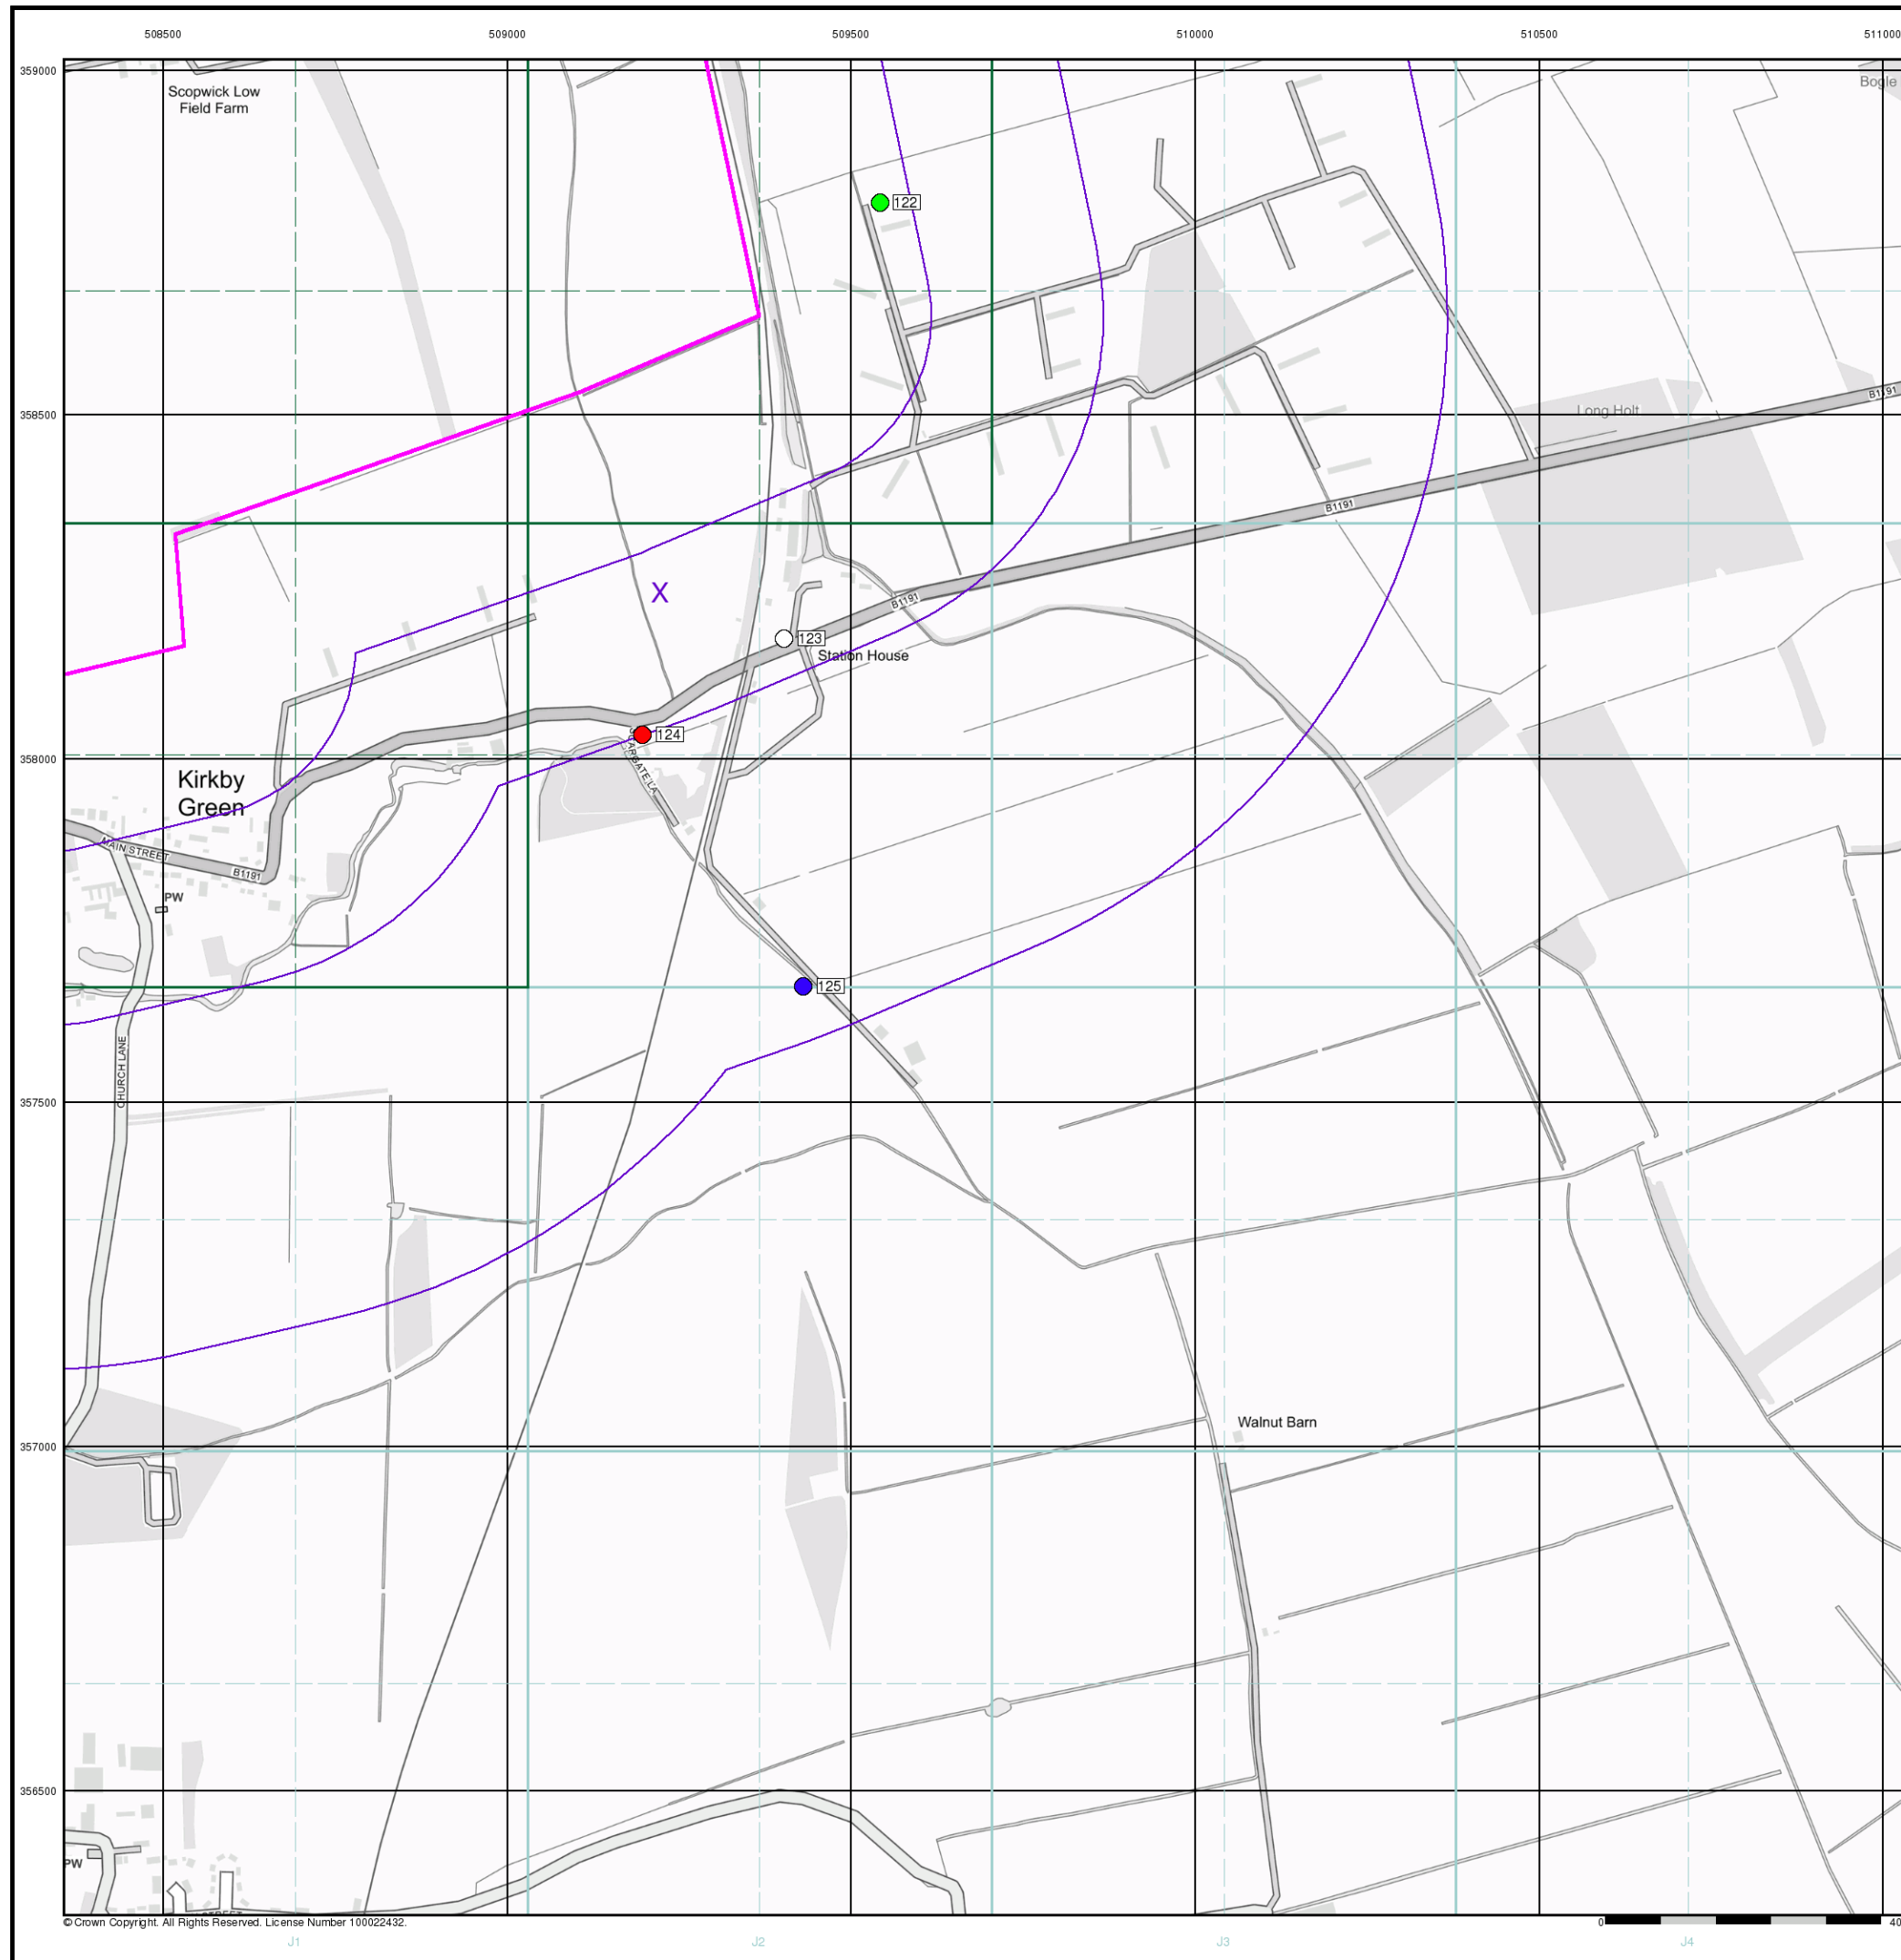 508500 509000 509500 510000 510500 511000
359000
Scopwick Low
Field Farm
Bogle
122
358500
Long Holt
B1191
B1191
X
B1191
123
Station House
124
358000
Kirkby
Green
MAIN STREET
B1191
PW
125
CHURCH LANE
357500
Walnut Barn
357000
356500
PW
© Crown Copyright. All Rights Reserved. License Number 100022432.
0 40
J1 J2 J3 J4